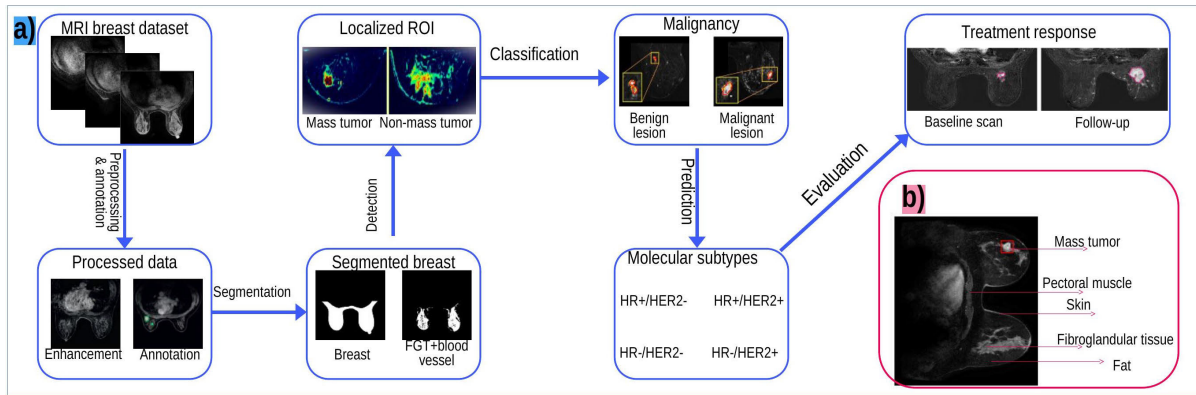 a)
MRI breast dataset
Preprocessing
& annotation
Processed data
Enhancement
Annotation
Segmentation
Segmented breast
Breast
FGT+blood
vessel
Detection
Localized ROI
Mass tumor
Non-mass tumor
Classification
Malignancy
Benign
lesion
Malignant
lesion
Prediction
Molecular subtypes
HR+/HER2-
HR+/HER2+
HR-/HER2-
HR-/HER2+
Evaluation
Treatment response
Baseline scan
Follow-up
b)
Mass tumor
Pectoral muscle
Skin
Fibroglandular tissue
Fat